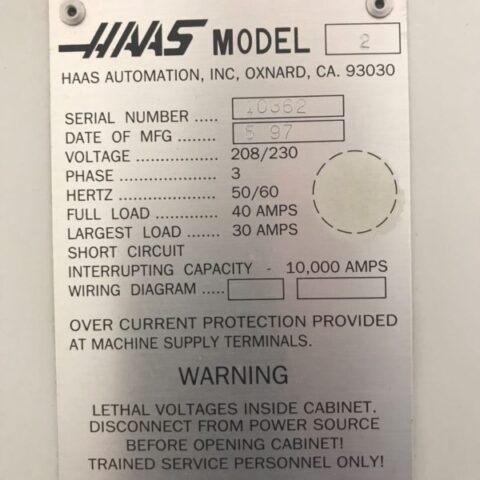 HAAS MODEL 2
HAAS AUTOMATION, INC, OXNARD, CA. 93030
SERIAL NUMBER .....
DATE OF MFG ....... 5 97
VOLTAGE ............... 208/230
PHASE .................. 3
HERTZ .................. 50/60
FULL LOAD ........... 40 AMPS
LARGEST LOAD ..... 30 AMPS
SHORT CIRCUIT
INTERRUPTING CAPACITY - 10,000 AMPS
WIRING DIAGRAM .....
OVER CURRENT PROTECTION PROVIDED
AT MACHINE SUPPLY TERMINALS.
WARNING
LETHAL VOLTAGES INSIDE CABINET.
DISCONNECT FROM POWER SOURCE
BEFORE OPENING CABINET!
TRAINED SERVICE PERSONNEL ONLY!